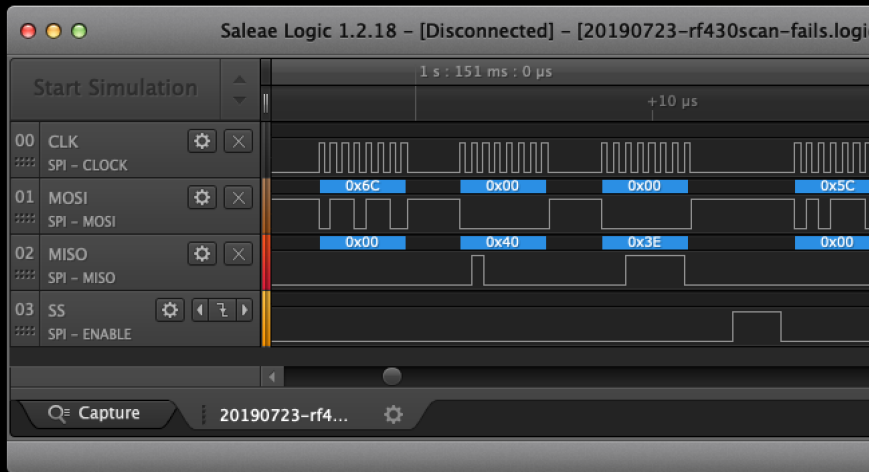 Saleae Logic 1.2.18 – [Disconnected] – [20190723-rf430scan-fails.logi
Start Simulation
1 s : 151 ms : 0 µs
+10 µs
00 CLK
SPI – CLOCK
0x6C 0x00 0x00 0x5C
01 MOSI
SPI – MOSI
0x00 0x40 0x3E 0x00
02 MISO
SPI – MISO
03 SS
SPI – ENABLE
Capture
20190723-rf4...